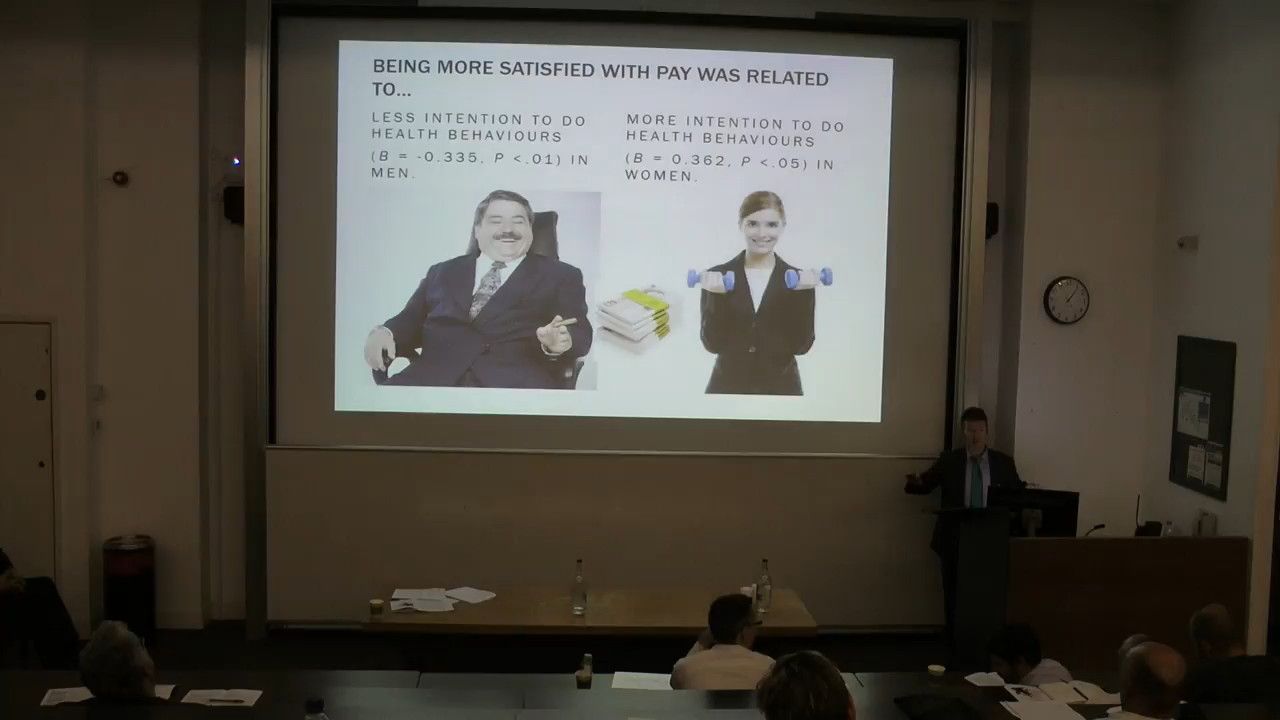 BEING MORE SATISFIED WITH PAY WAS RELATED
TO...
LESS INTENTION TO DO
HEALTH BEHAVIOURS
(B = -0.335, P <.01) IN
MEN.
MORE INTENTION TO DO
HEALTH BEHAVIOURS
(B = 0.362, P <.05) IN
WOMEN.